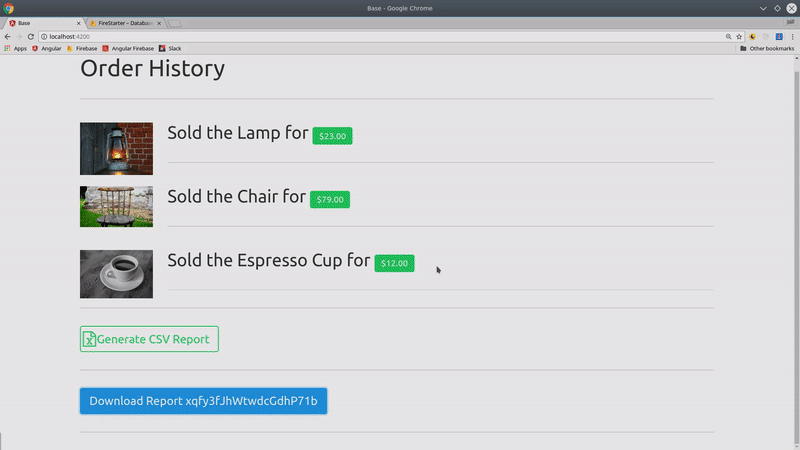 Base - Google Chrome
Base
FireStarter – Database
localhost:4200
Apps Angular Firebase Angular Firebase Slack Other bookmarks
Order History
Sold the Lamp for $23.00
Sold the Chair for $79.00
Sold the Espresso Cup for $12.00
Generate CSV Report
Download Report xqfy3fJhWtwdcGdhP71b